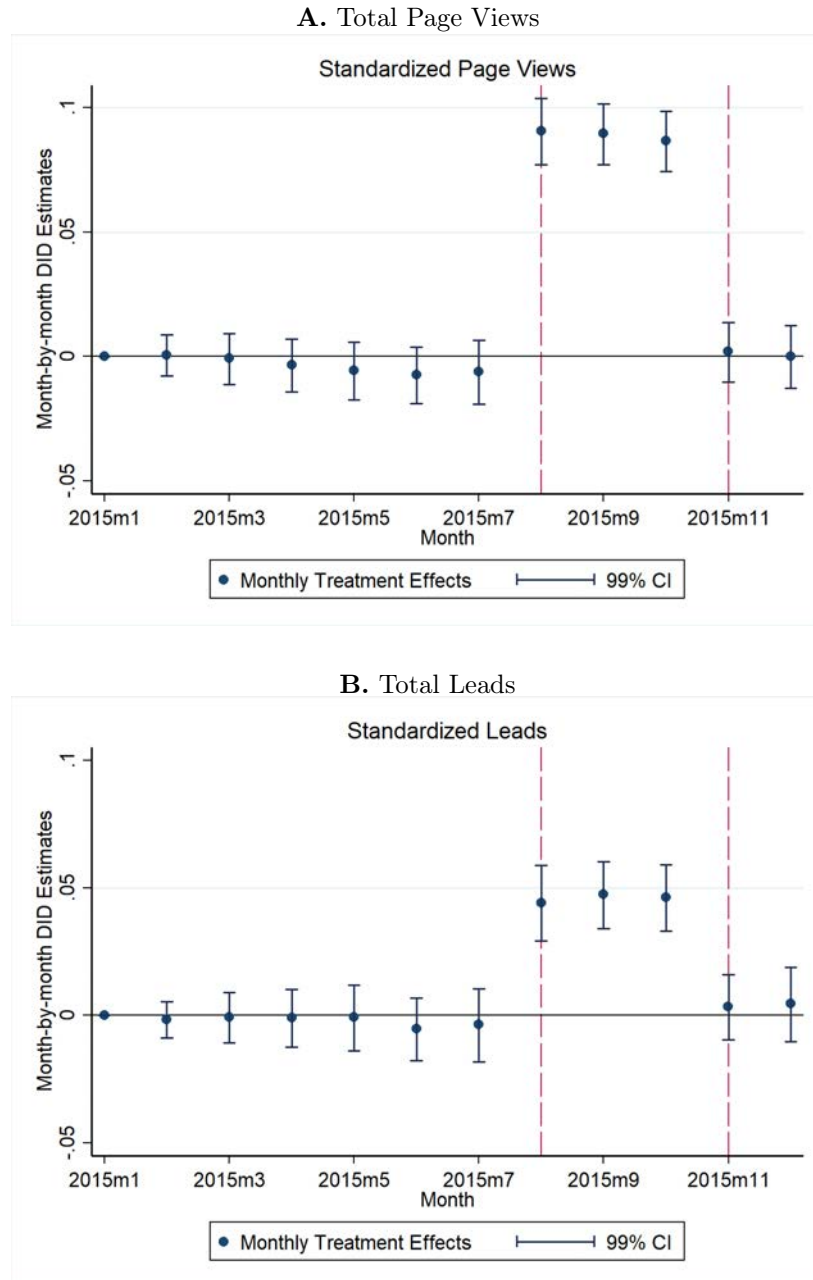 A. Total Page Views
Standardized Page Views
Month-by-month DID Estimates
.1
.05
0
-.05
2015m1 2015m3 2015m5 2015m7 2015m9 2015m11
Month
Monthly Treatment Effects 99% CI
B. Total Leads
Standardized Leads
Month-by-month DID Estimates
.1
.05
0
-.05
2015m1 2015m3 2015m5 2015m7 2015m9 2015m11
Month
Monthly Treatment Effects 99% CI